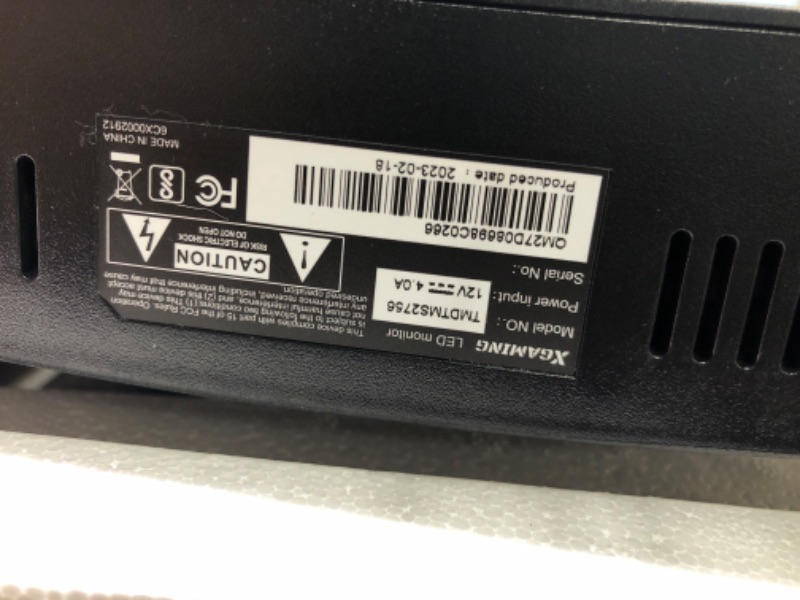 XGAMING LED monitor
Model NO.: TMDTMS2756
Power input: 12V ⎓ 4.0A
Serial No.:
QM27D08698C0266
Produced date: 2023-02-18
This device complies with part 15 of the FCC Rules. Operation
is subject to the following two conditions: (1) This device may
not cause harmful interference, and (2) this device must accept
any interference received, including interference that may cause
undesired operation.
CAUTION
RISK OF ELECTRIC SHOCK
DO NOT OPEN
FC
MADE IN CHINA
6CX0002912